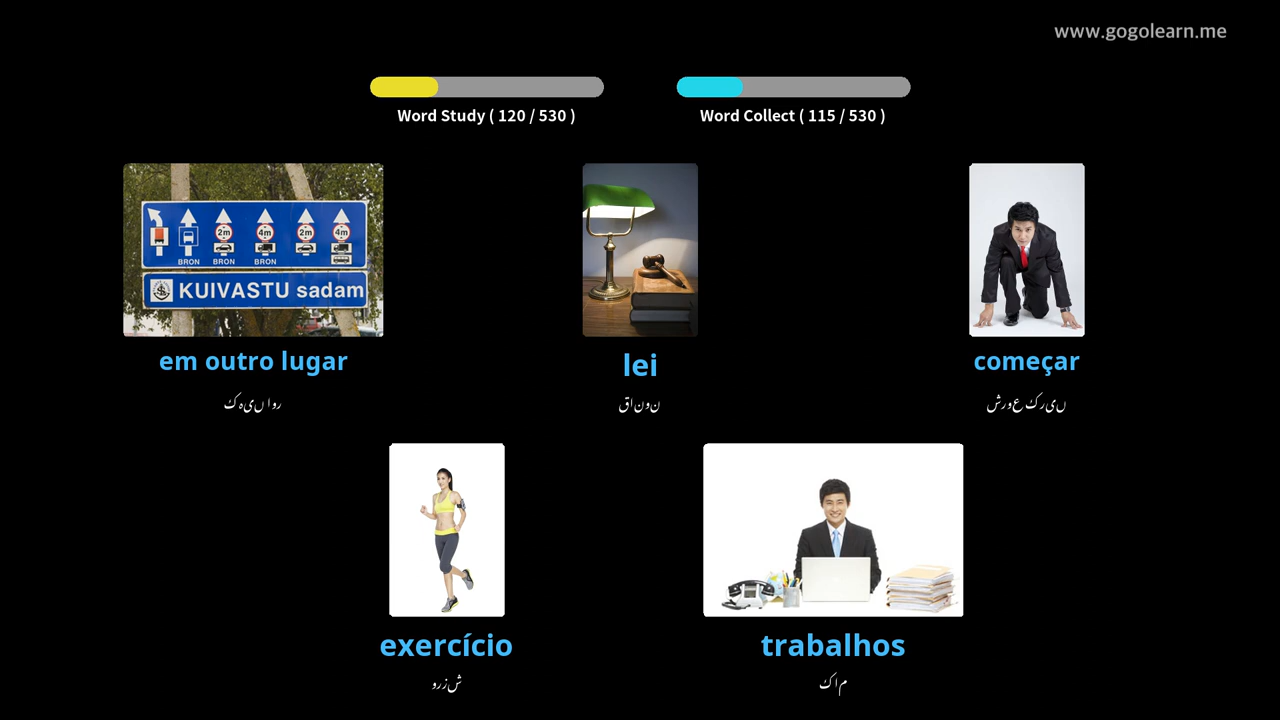 www.gogolearn.me
Word Study ( 120 / 530 )
Word Collect ( 115 / 530 )
2m
4m
2m
4m
BRON
BRON
BRON
KUIVASTU sadam
em outro lugar
lei
começar
کہیں اور
قانون
شروع کریں
exercício
trabalhos
ورزش
کام